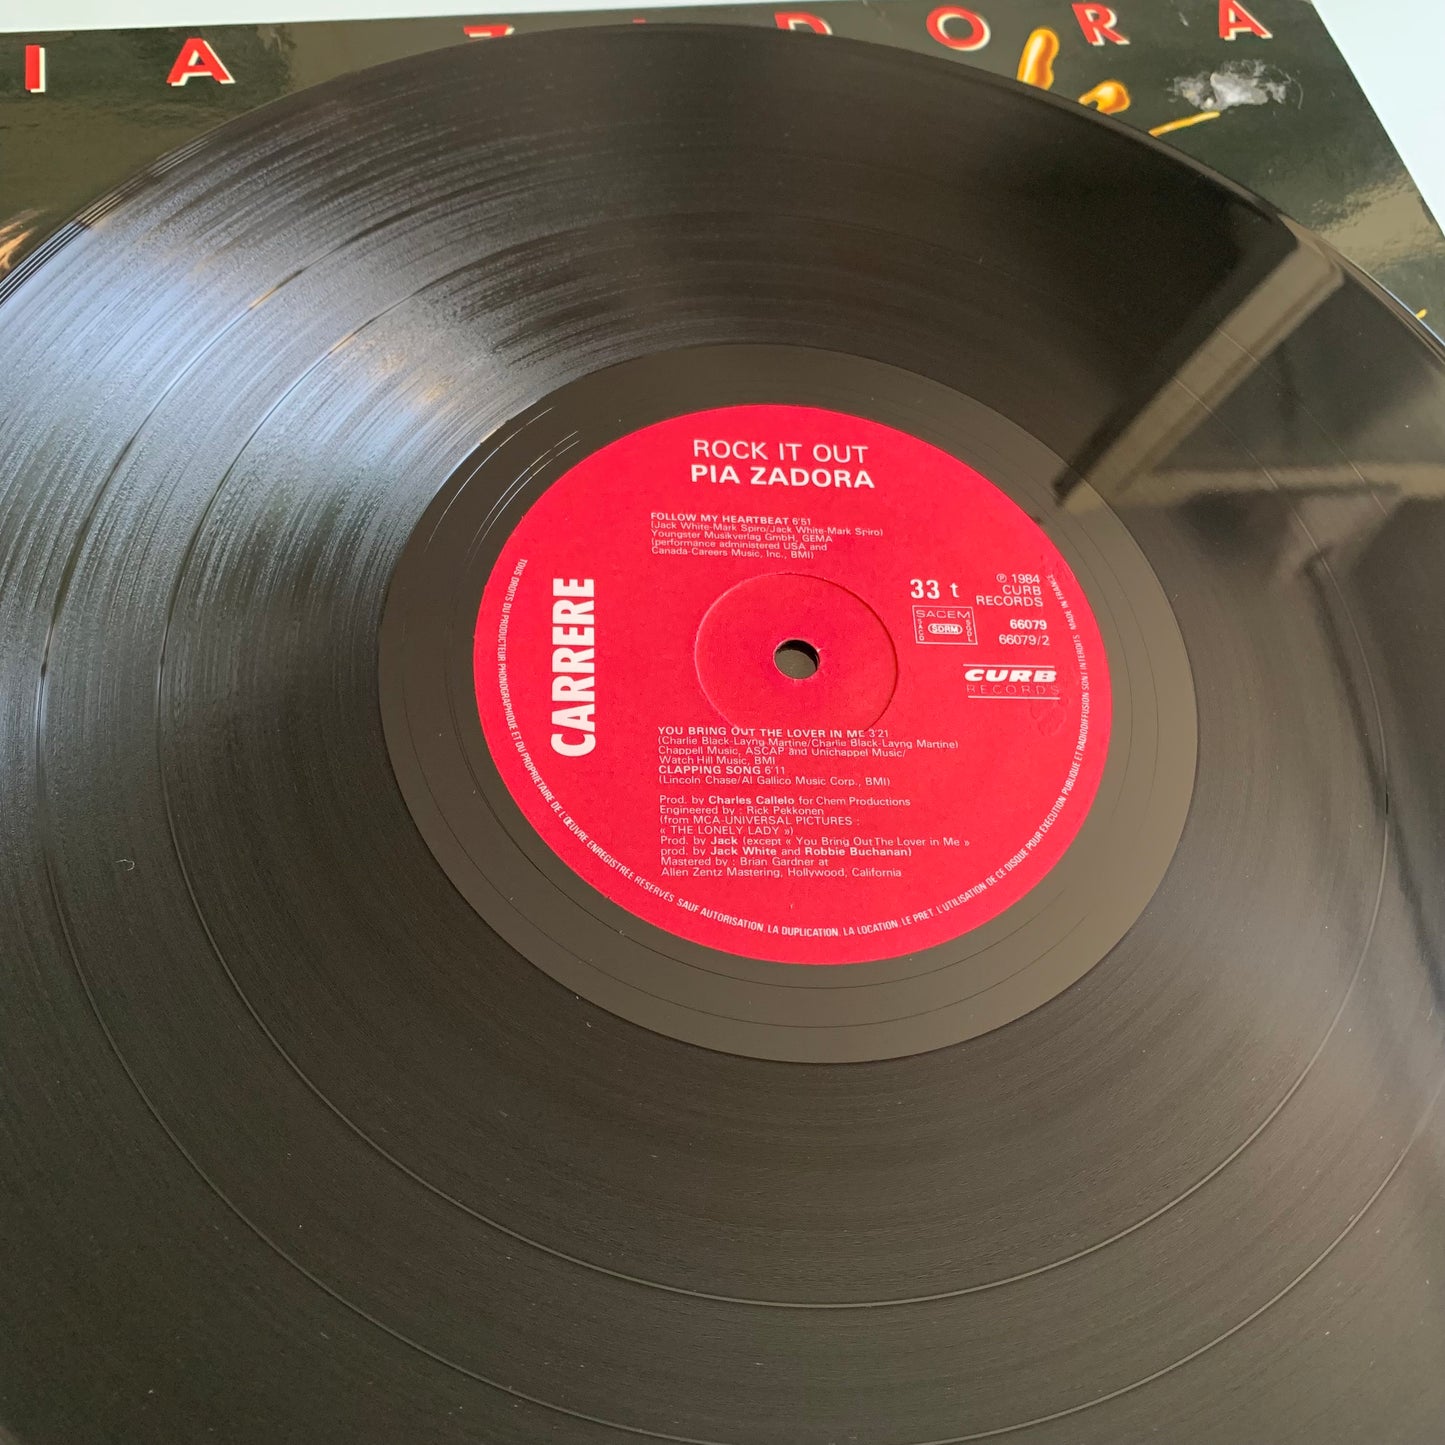 IA ZADORA
ROCK IT OUT
PIA ZADORA
FOLLOW MY HEARTBEAT 6'51
(Jack White-Mark Spiro/Jack White-Mark Spiro)
Youngster Musikverlag GmbH, GEMA
(performance administered USA and
Canada-Careers Music, Inc., BMI)
CARRERE
33 t
℗ 1984
CURB
RECORDS
SACEM
SDRM
SACD
SGDL
66079
66079/2
CURB
RECORDS
YOU BRING OUT THE LOVER IN ME 3'21
(Charlie Black-Layng Martine/Charlie Black-Layng Martine)
Chappell Music, ASCAP and Unichappel Music/
Watch Hill Music, BMI
CLAPPING SONG 6'11
(Lincoln Chase/Al Gallico Music Corp., BMI)
Prod. by Charles Callelo for Chem Productions
Engineered by : Rick Pekkonen
(from MCA-UNIVERSAL PICTURES :
« THE LONELY LADY »)
Prod. by Jack (except « You Bring Out The Lover in Me »
prod. by Jack White and Robbie Buchanan)
Mastered by : Brian Gardner at
Allen Zentz Mastering, Hollywood, California
TOUS DROITS DU PRODUCTEUR PHONOGRAPHIQUE ET DU PROPRIETAIRE DE L'ŒUVRE ENREGISTREE RESERVES. SAUF AUTORISATION, LA DUPLICATION, LA LOCATION, LE PRET, L'UTILISATION DE CE DISQUE POUR EXECUTION PUBLIQUE ET RADIODIFFUSION SONT INTERDITS MADE IN FRANCE